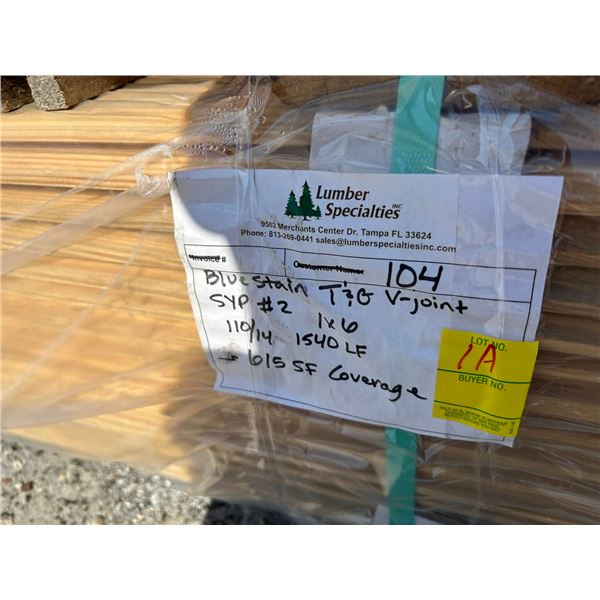 Lumber
Specialties INC
9502 Merchants Center Dr. Tampa FL 33624
Phone: 813-269-0441 sales@lumberspecialtiesinc.com
Invoice #
Customer Numer 104
Blue stain T&G V-joint
SYP #2 1x6
110/14 1540 LF
→ 615 SF Coverage
LOT NO.
1A
BUYER NO.